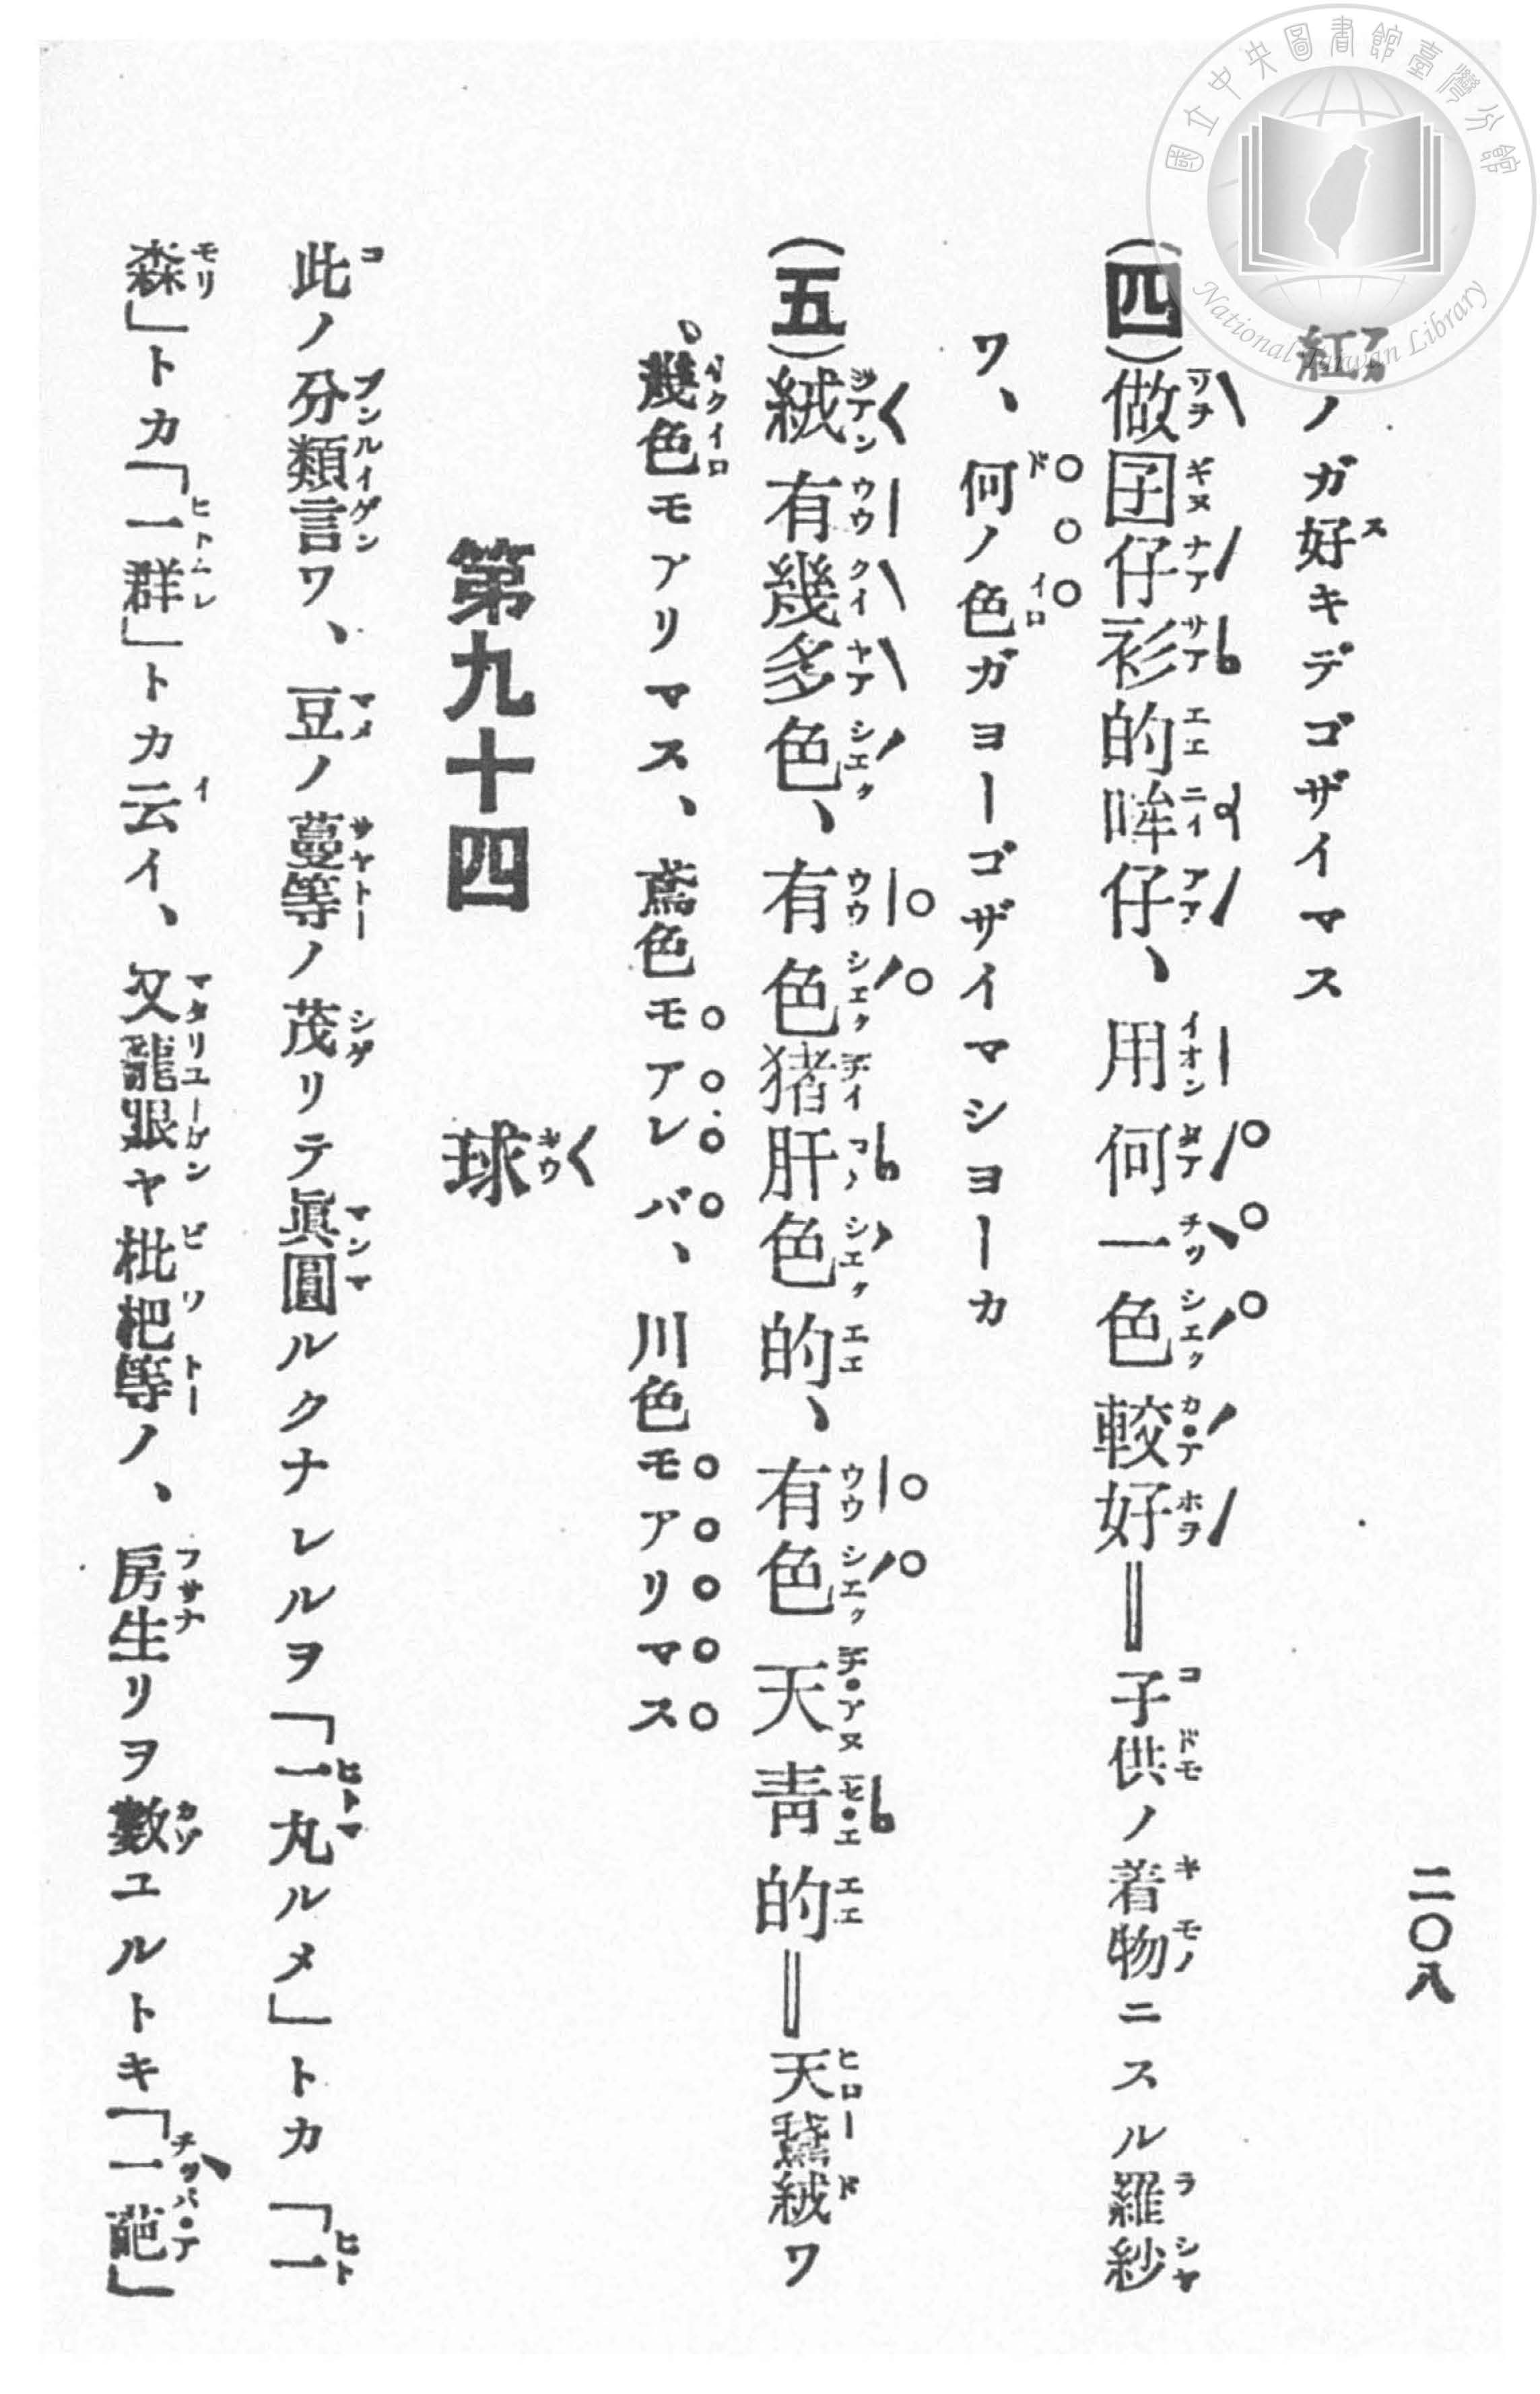 國立中央圖書館臺灣分館
National Taiwan Library
二〇八
紅ノガ好キデゴザイマス
(四)做囝仔衫的哖仔、用何一色較好=子供ノ着物ニスル羅紗
ワ、何ノ色ガヨーゴザイマショーカ
(五)絨有幾多色、有色猪肝色的、有色天靑的=天鵞絨ワ
、幾色モアリマス、鳶色モアレバ、川色モアリマス
第九十四 球
此ノ分類言ワ、豆ノ蔓等ノ茂リテ眞圓ルクナレルヲ「一丸ルメ」トカ「一
森」トカ「一群」トカ云イ、又龍眼ヤ枇杷等ノ、房生リヲ數ユルトキ「一葩」